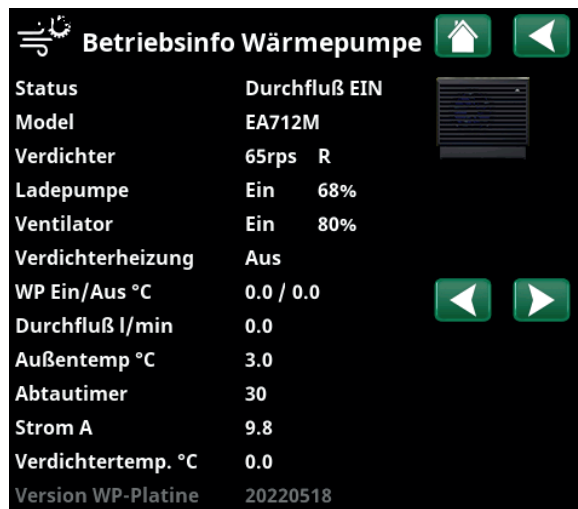 Betriebsinfo Wärmepumpe
Status Durchfluß EIN
Model EA712M
Verdichter 65rps R
Ladepumpe Ein 68%
Ventilator Ein 80%
Verdichterheizung Aus
WP Ein/Aus °C 0.0 / 0.0
Durchfluß l/min 0.0
Außentemp °C 3.0
Abtautimer 30
Strom A 9.8
Verdichtertemp. °C 0.0
Version WP-Platine 20220518